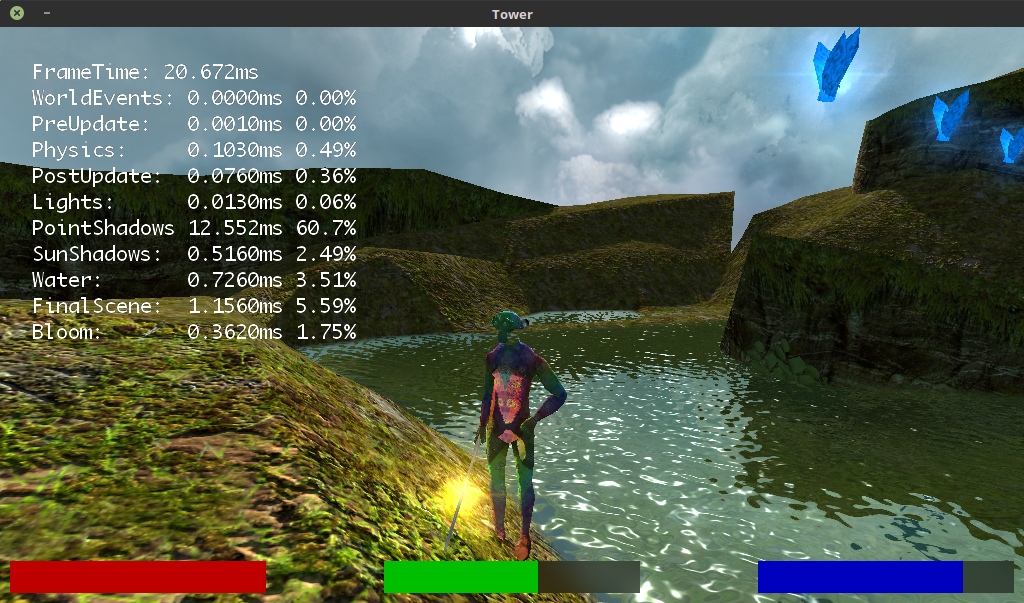 Tower
FrameTime: 20.672ms
WorldEvents: 0.0000ms 0.00%
PreUpdate: 0.0010ms 0.00%
Physics: 0.1030ms 0.49%
PostUpdate: 0.0760ms 0.36%
Lights: 0.0130ms 0.06%
PointShadows 12.552ms 60.7%
SunShadows: 0.5160ms 2.49%
Water: 0.7260ms 3.51%
FinalScene: 1.1560ms 5.59%
Bloom: 0.3620ms 1.75%